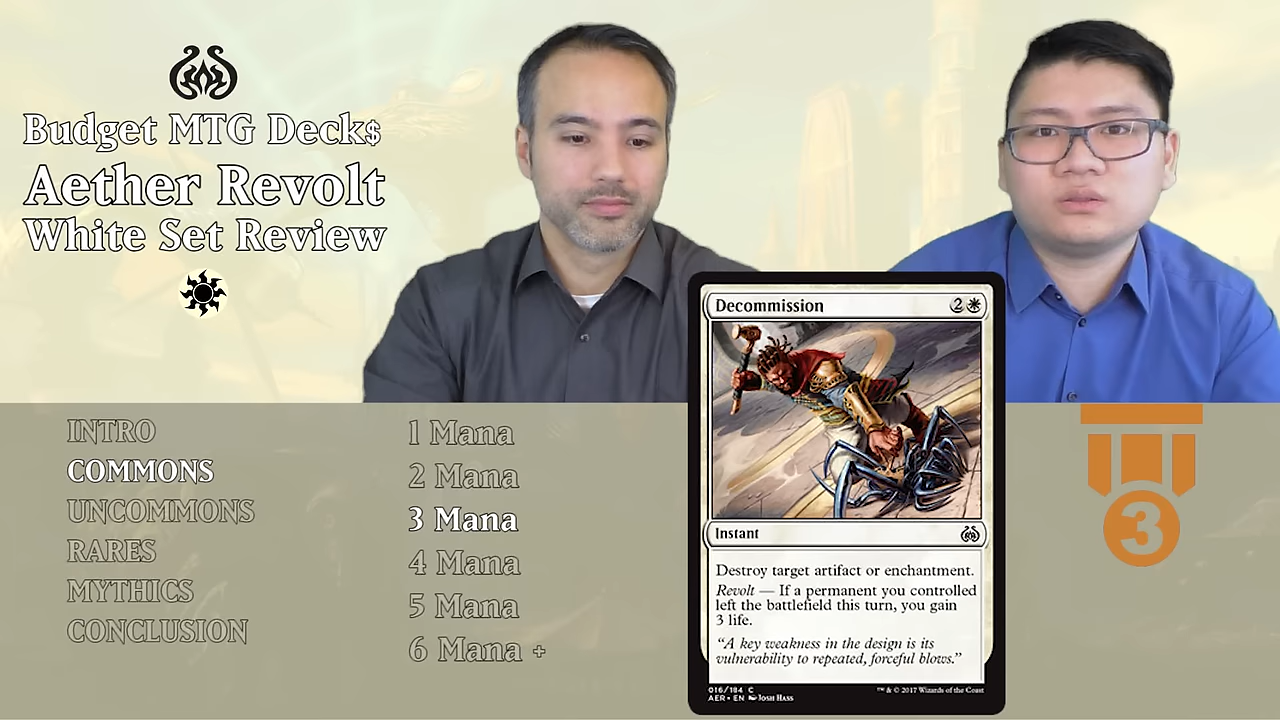 Budget MTG Deck$
Aether Revolt
White Set Review
INTRO
COMMONS
UNCOMMONS
RARES
MYTHICS
CONCLUSION
1 Mana
2 Mana
3 Mana
4 Mana
5 Mana
6 Mana +
Decommission 2
Instant
Destroy target artifact or enchantment.
Revolt — If a permanent you controlled
left the battlefield this turn, you gain
3 life.
“A key weakness in the design is its
vulnerability to repeated, forceful blows.”
016/184 C
AER • EN Josh Hass
™ & © 2017 Wizards of the Coast
3